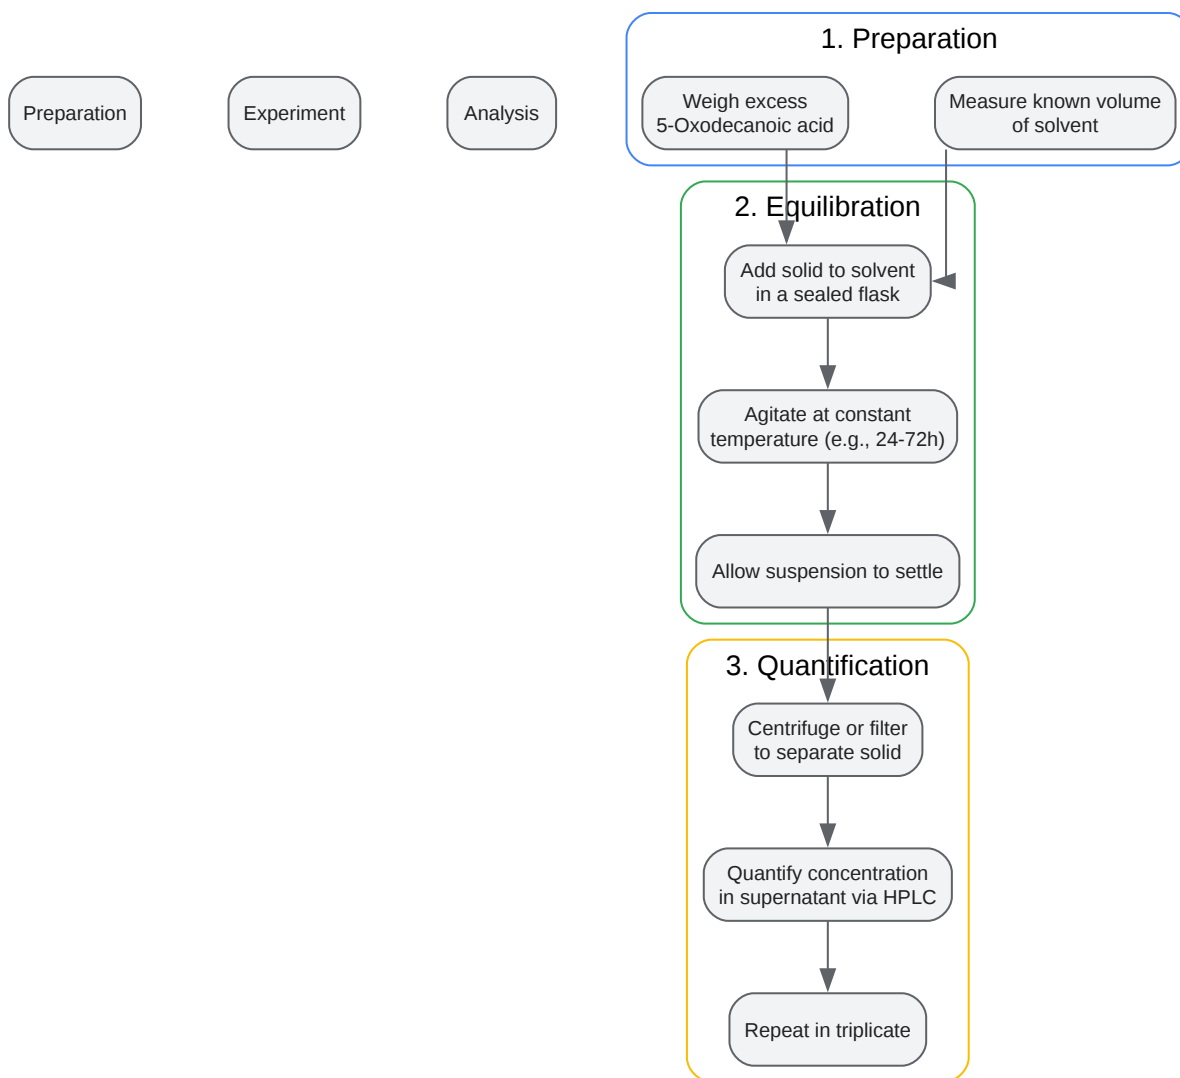 Preparation
Experiment
Analysis
1. Preparation
Weigh excess
5-Oxodecanoic acid
Measure known volume
of solvent
2. Equilibration
Add solid to solvent
in a sealed flask
Agitate at constant
temperature (e.g., 24-72h)
Allow suspension to settle
3. Quantification
Centrifuge or filter
to separate solid
Quantify concentration
in supernatant via HPLC
Repeat in triplicate